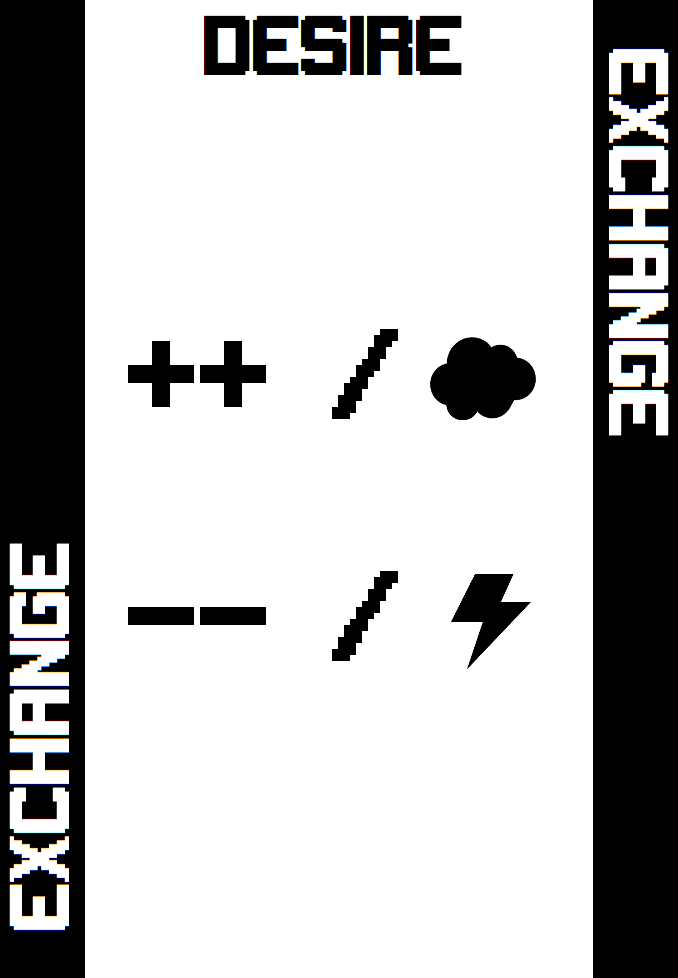 DESIRE
EXCHANGE
++ /
-- /
EXCHANGE